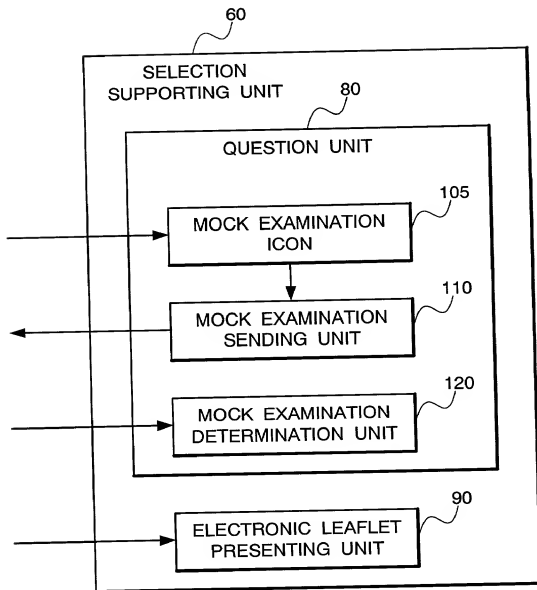 60
SELECTION
SUPPORTING UNIT
80
QUESTION UNIT
105
MOCK EXAMINATION
ICON
110
MOCK EXAMINATION
SENDING UNIT
120
MOCK EXAMINATION
DETERMINATION UNIT
90
ELECTRONIC LEAFLET
PRESENTING UNIT